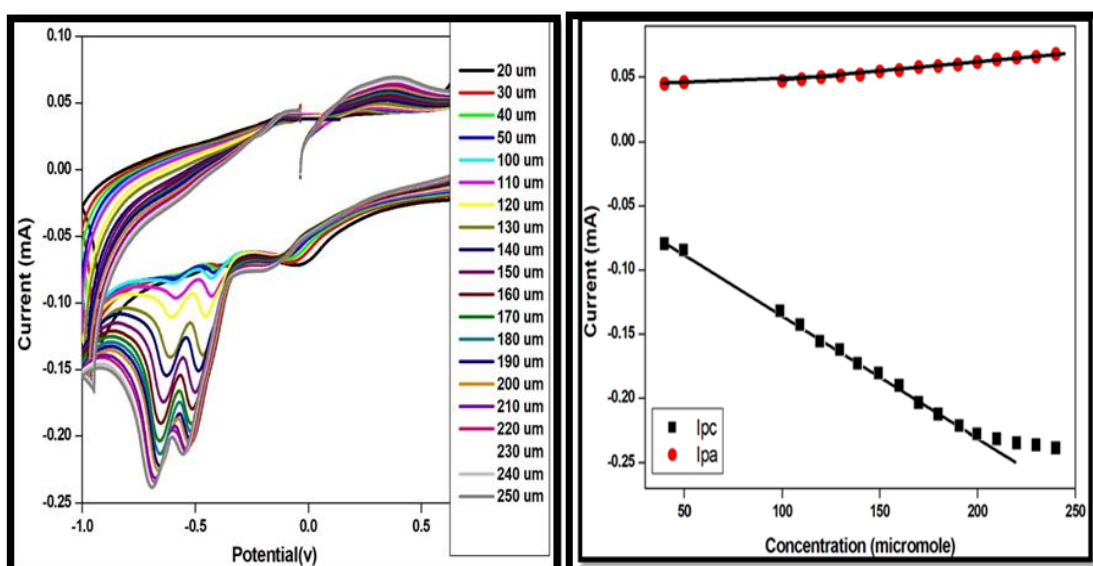 0.10
0.05
0.00
-0.05
-0.10
-0.15
-0.20
-0.25
Current (mA)
-1.0 -0.5 0.0 0.5
Potential(v)
20 um
30 um
40 um
50 um
100 um
110 um
120 um
130 um
140 um
150 um
160 um
170 um
180 um
190 um
200 um
210 um
220 um
230 um
240 um
250 um
0.05
0.00
-0.05
-0.10
-0.15
-0.20
-0.25
Current (mA)
Ipc
Ipa
50 100 150 200 250
Concentration (micromole)